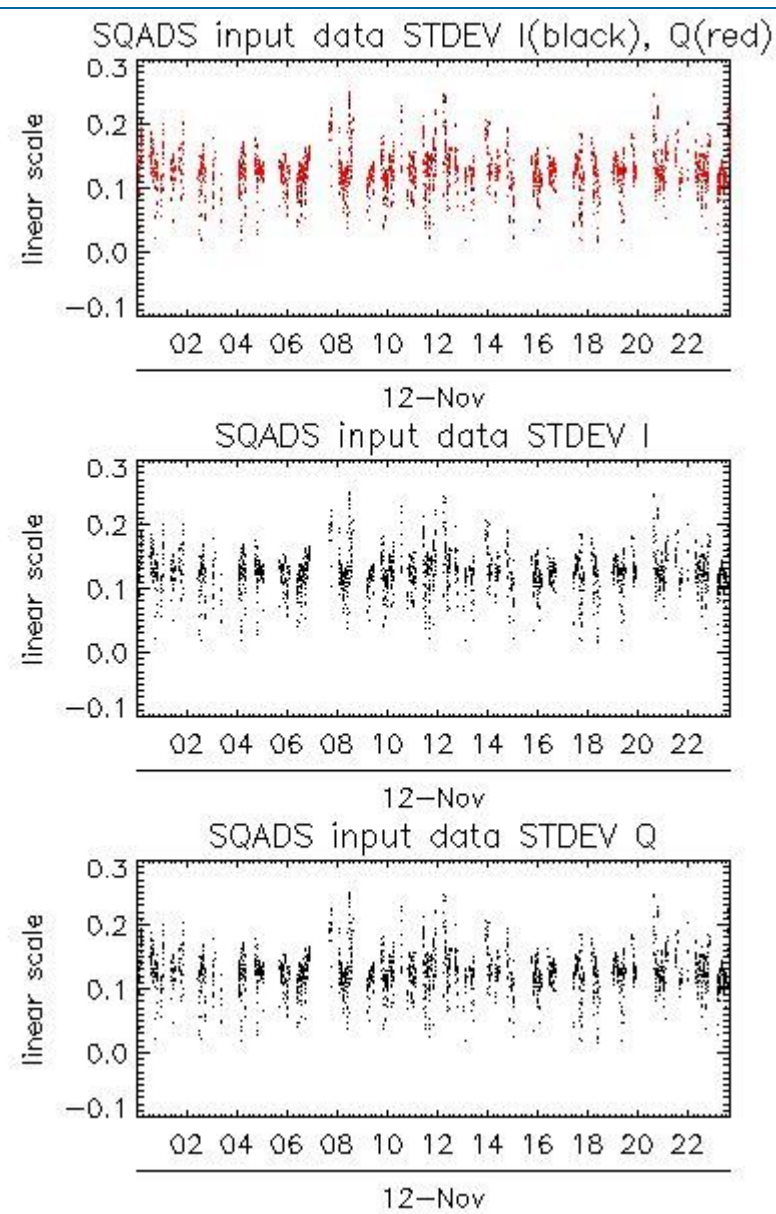 SQADS input data STDEV I(black), Q(red)
0.3
0.2
0.1
0.0
−0.1
linear scale
02 04 06 08 10 12 14 16 18 20 22
12−Nov
SQADS input data STDEV I
0.3
0.2
0.1
0.0
−0.1
linear scale
02 04 06 08 10 12 14 16 18 20 22
12−Nov
SQADS input data STDEV Q
0.3
0.2
0.1
0.0
−0.1
linear scale
02 04 06 08 10 12 14 16 18 20 22
12−Nov